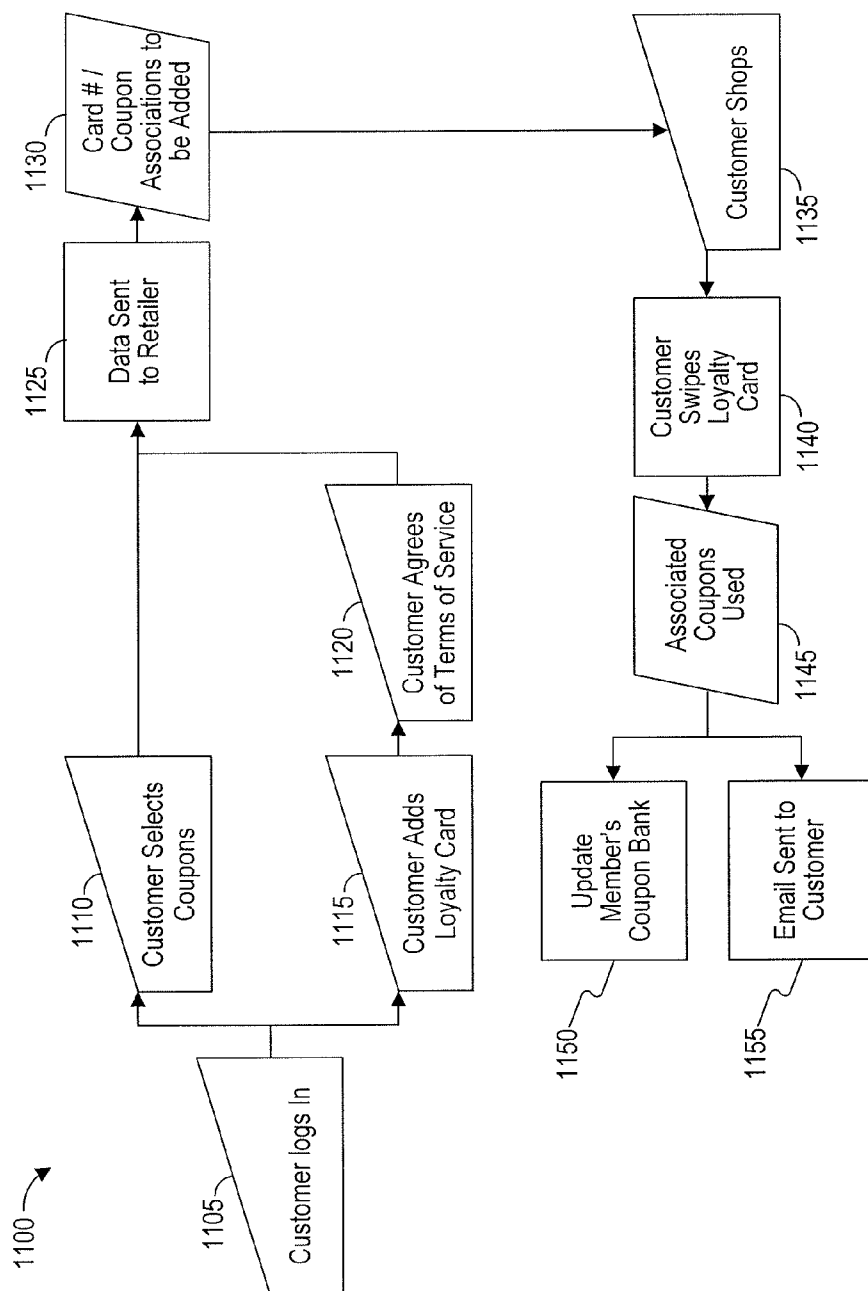 1100
1105
Customer logs In
1110
Customer Selects
Coupons
1115
Customer Adds
Loyalty Card
1120
Customer Agrees
of Terms of Service
1125
Data Sent
to Retailer
1130
Card # /
Coupon
Associations to
be Added
Customer Shops
1135
Customer
Swipes
Loyalty
Card
1140
Associated
Coupons
Used
1145
Update
Member's
Coupon Bank
1150
Email Sent to
Customer
1155